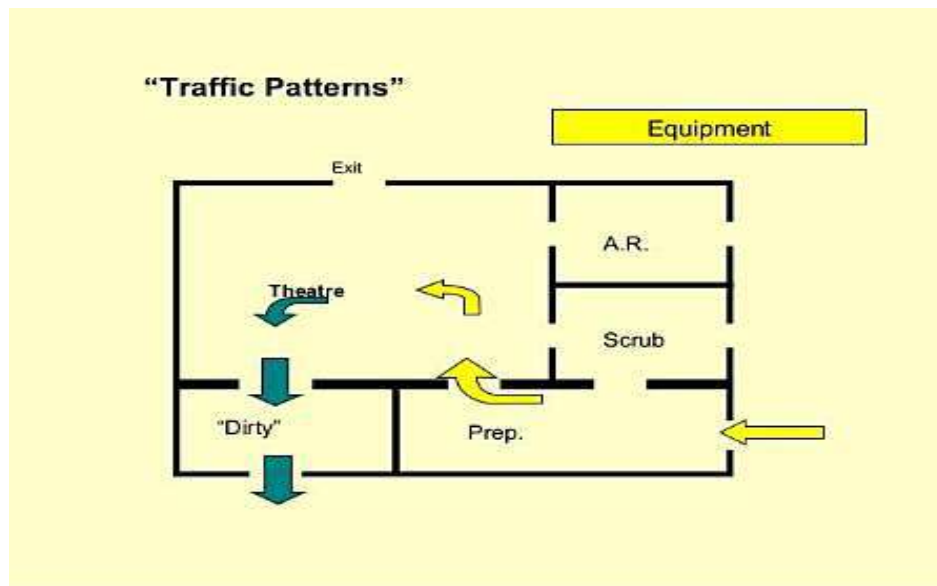 “Traffic Patterns”
Equipment
Exit
A.R.
Theatre
Scrub
“Dirty”
Prep.